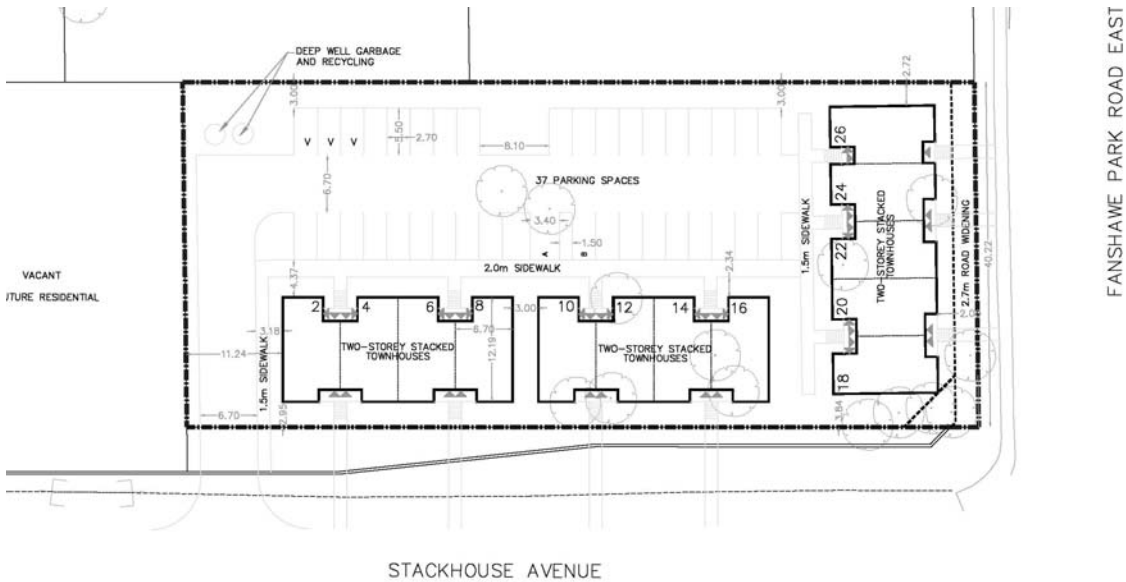 DEEP WELL GARBAGE
AND RECYCLING
3.00
3.00
2.72
V V V
5.50
2.70
8.10
6.70
37 PARKING SPACES
3.40
1.50
A B
2.0m SIDEWALK
4.37
2.34
1.5m SIDEWALK
26
24
22
20
18
TWO-STOREY STACKED
TOWNHOUSES
2.7m ROAD WIDENING
40.22
3.84
VACANT
UTURE RESIDENTIAL
3.18
11.24
1.5m SIDEWALK
6.70
2.95
2 4 6 8
3.00
10 12 14 16
6.70
12.19
TWO-STOREY STACKED
TOWNHOUSES
TWO-STOREY STACKED
TOWNHOUSES
STACKHOUSE AVENUE
FANSHAWE PARK ROAD EAST